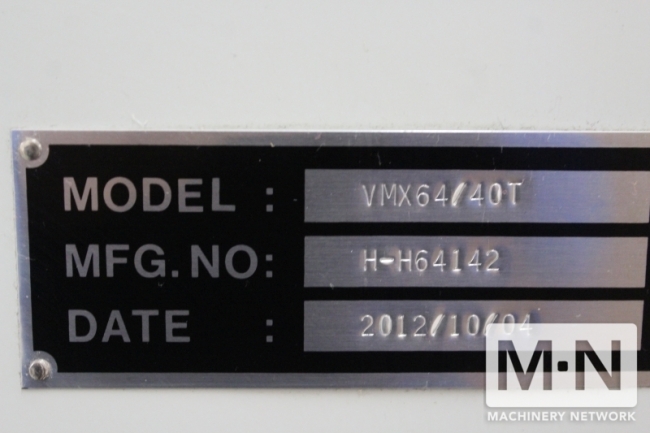 MODEL : VMX64/40T
MFG.NO: H-H64142
DATE : 2012/10/04
M·N
MACHINERY NETWORK